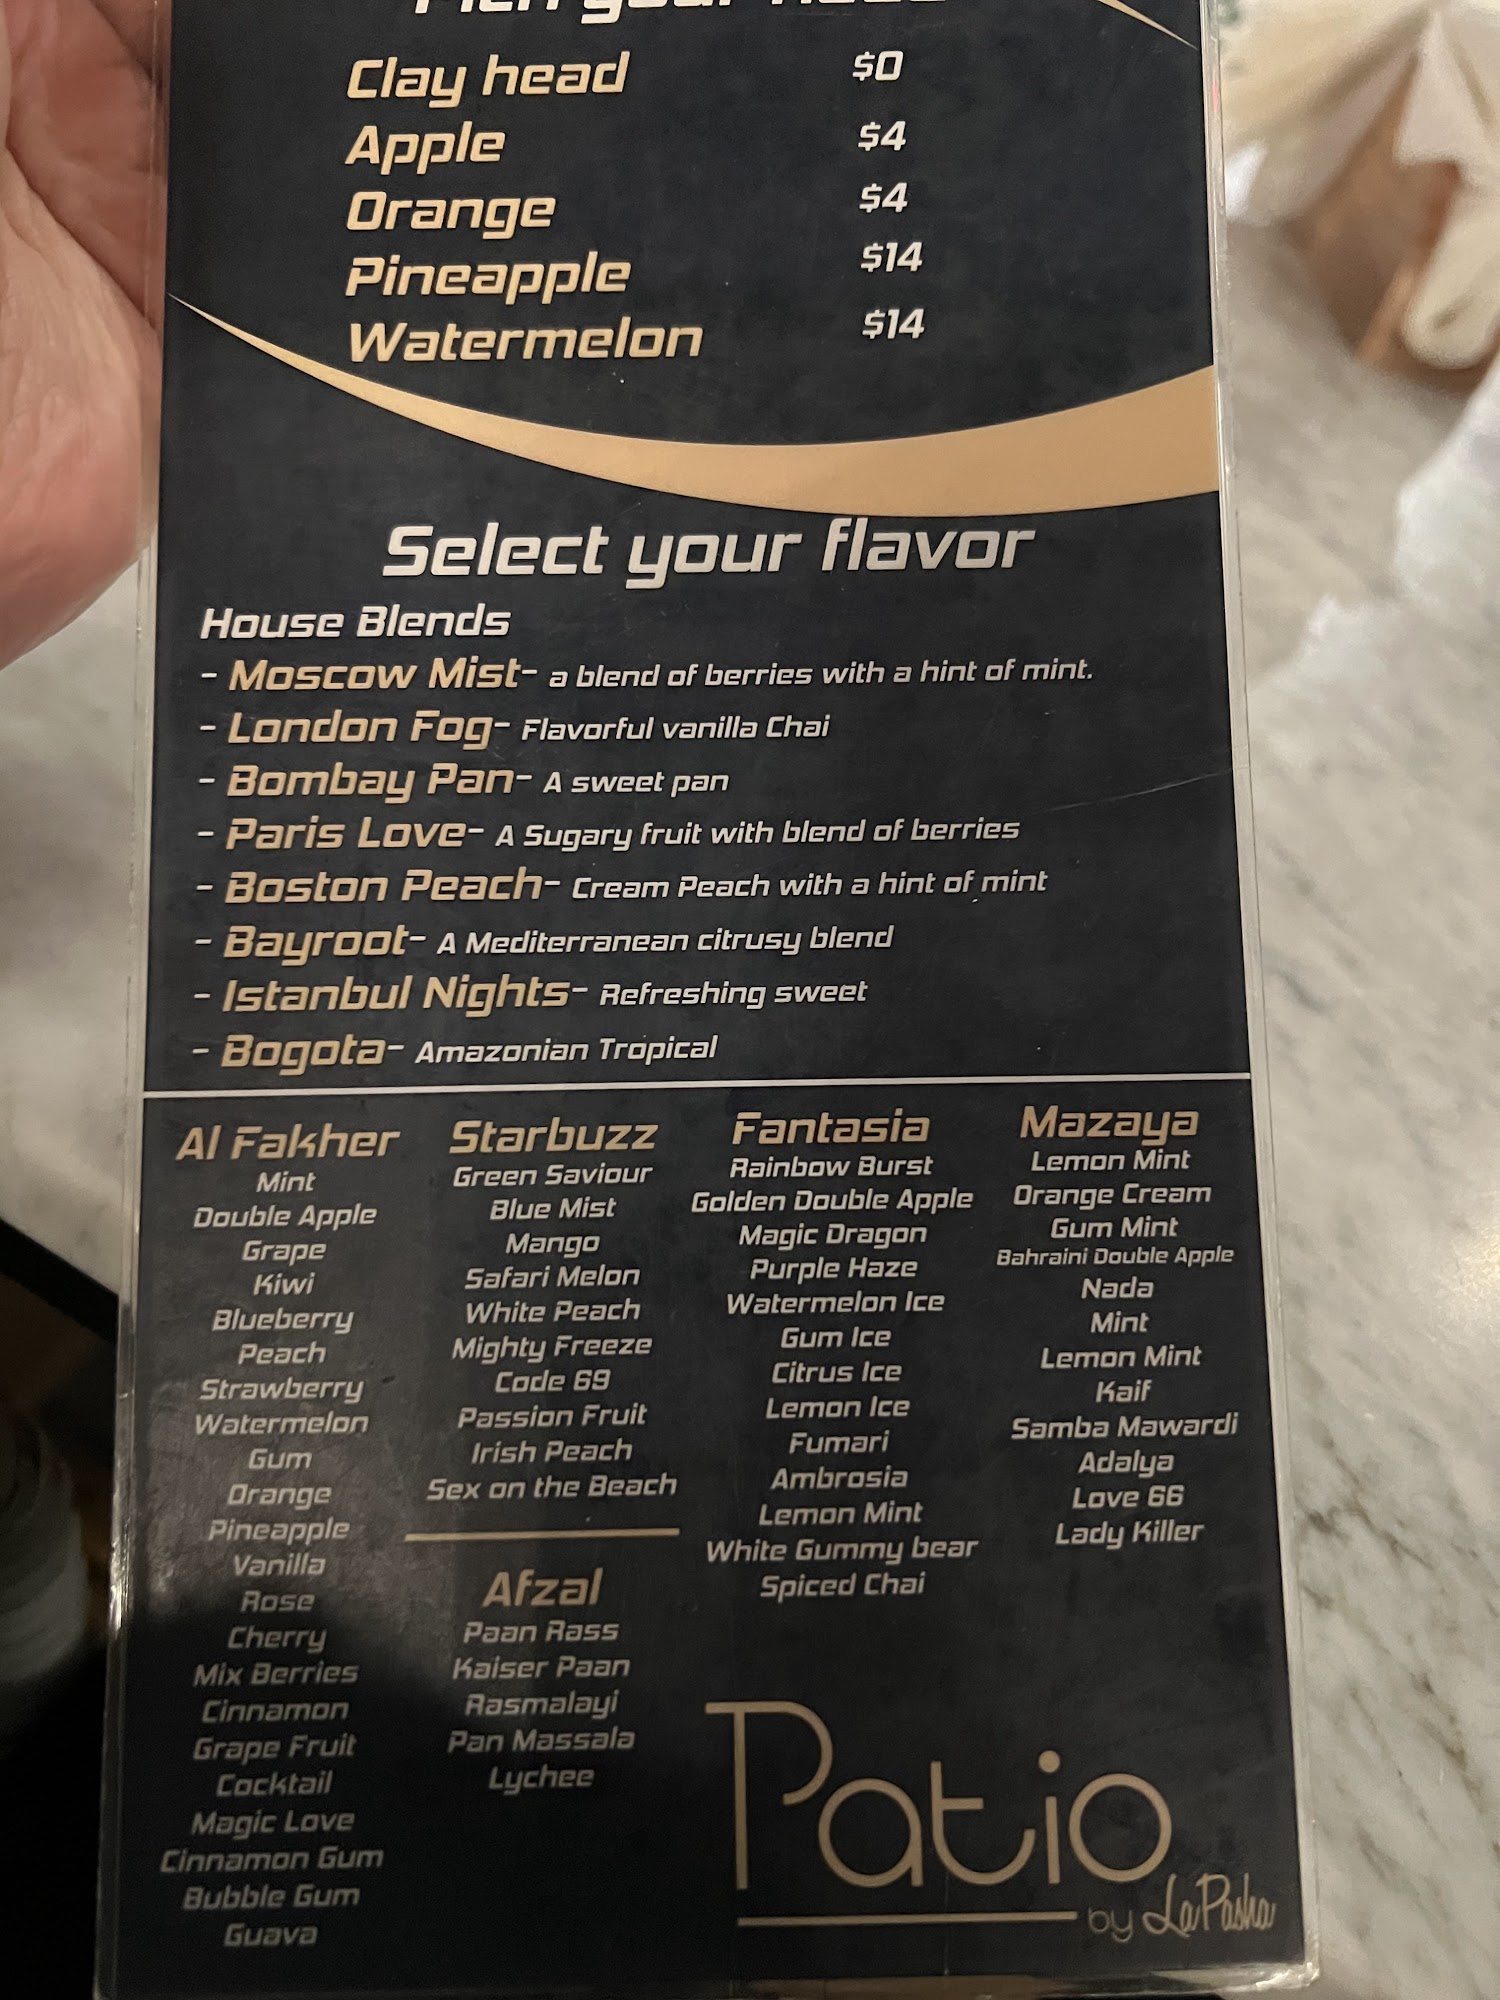 Pick your head
Clay head $0
Apple $4
Orange $4
Pineapple $14
Watermelon $14
Select your flavor
House Blends
- Moscow Mist- a blend of berries with a hint of mint.
- London Fog- Flavorful vanilla Chai
- Bombay Pan- A sweet pan
- Paris Love- A Sugary fruit with blend of berries
- Boston Peach- Cream Peach with a hint of mint
- Bayroot- A Mediterranean citrusy blend
- Istanbul Nights- Refreshing sweet
- Bogota- Amazonian Tropical
Al Fakher
Mint
Double Apple
Grape
Kiwi
Blueberry
Peach
Strawberry
Watermelon
Gum
Orange
Pineapple
Vanilla
Rose
Cherry
Mix Berries
Cinnamon
Grape Fruit
Cocktail
Magic Love
Cinnamon Gum
Bubble Gum
Guava
Starbuzz
Green Saviour
Blue Mist
Mango
Safari Melon
White Peach
Mighty Freeze
Code 69
Passion Fruit
Irish Peach
Sex on the Beach
Afzal
Paan Rass
Kaiser Paan
Rasmalayi
Pan Massala
Lychee
Fantasia
Rainbow Burst
Golden Double Apple
Magic Dragon
Purple Haze
Watermelon Ice
Gum Ice
Citrus Ice
Lemon Ice
Fumari
Ambrosia
Lemon Mint
White Gummy bear
Spiced Chai
Mazaya
Lemon Mint
Orange Cream
Gum Mint
Bahraini Double Apple
Nada
Mint
Lemon Mint
Kaif
Samba Mawardi
Adalya
Love 66
Lady Killer
Patio
by LaPasha